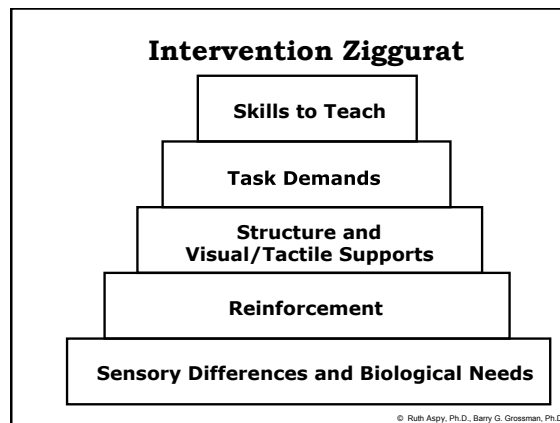 Intervention Ziggurat
Skills to Teach
Task Demands
Structure and
Visual/Tactile Supports
Reinforcement
Sensory Differences and Biological Needs
© Ruth Aspy, Ph.D., Barry G. Grossman, Ph.D